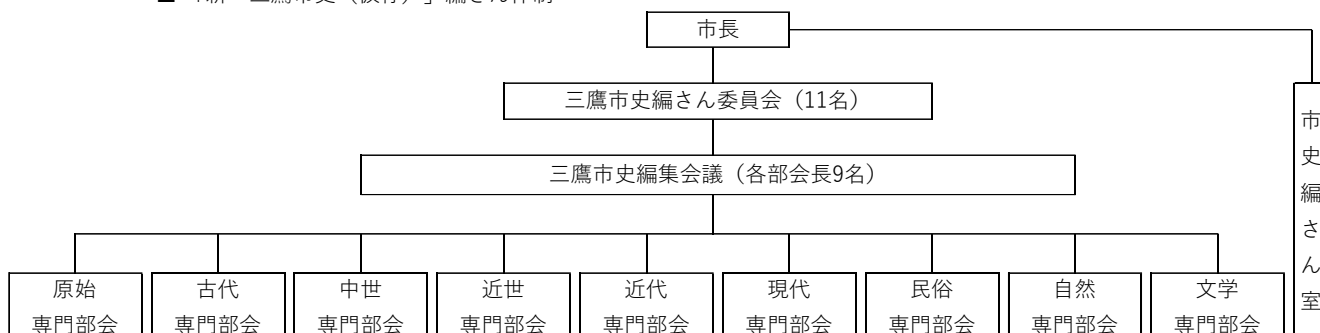 市長
三鷹市史編さん委員会（11名）
三鷹市史編集会議（各部会長9名）
市史編さん室
原始
専門部会
古代
専門部会
中世
専門部会
近世
専門部会
近代
専門部会
現代
専門部会
民俗
専門部会
自然
専門部会
文学
専門部会